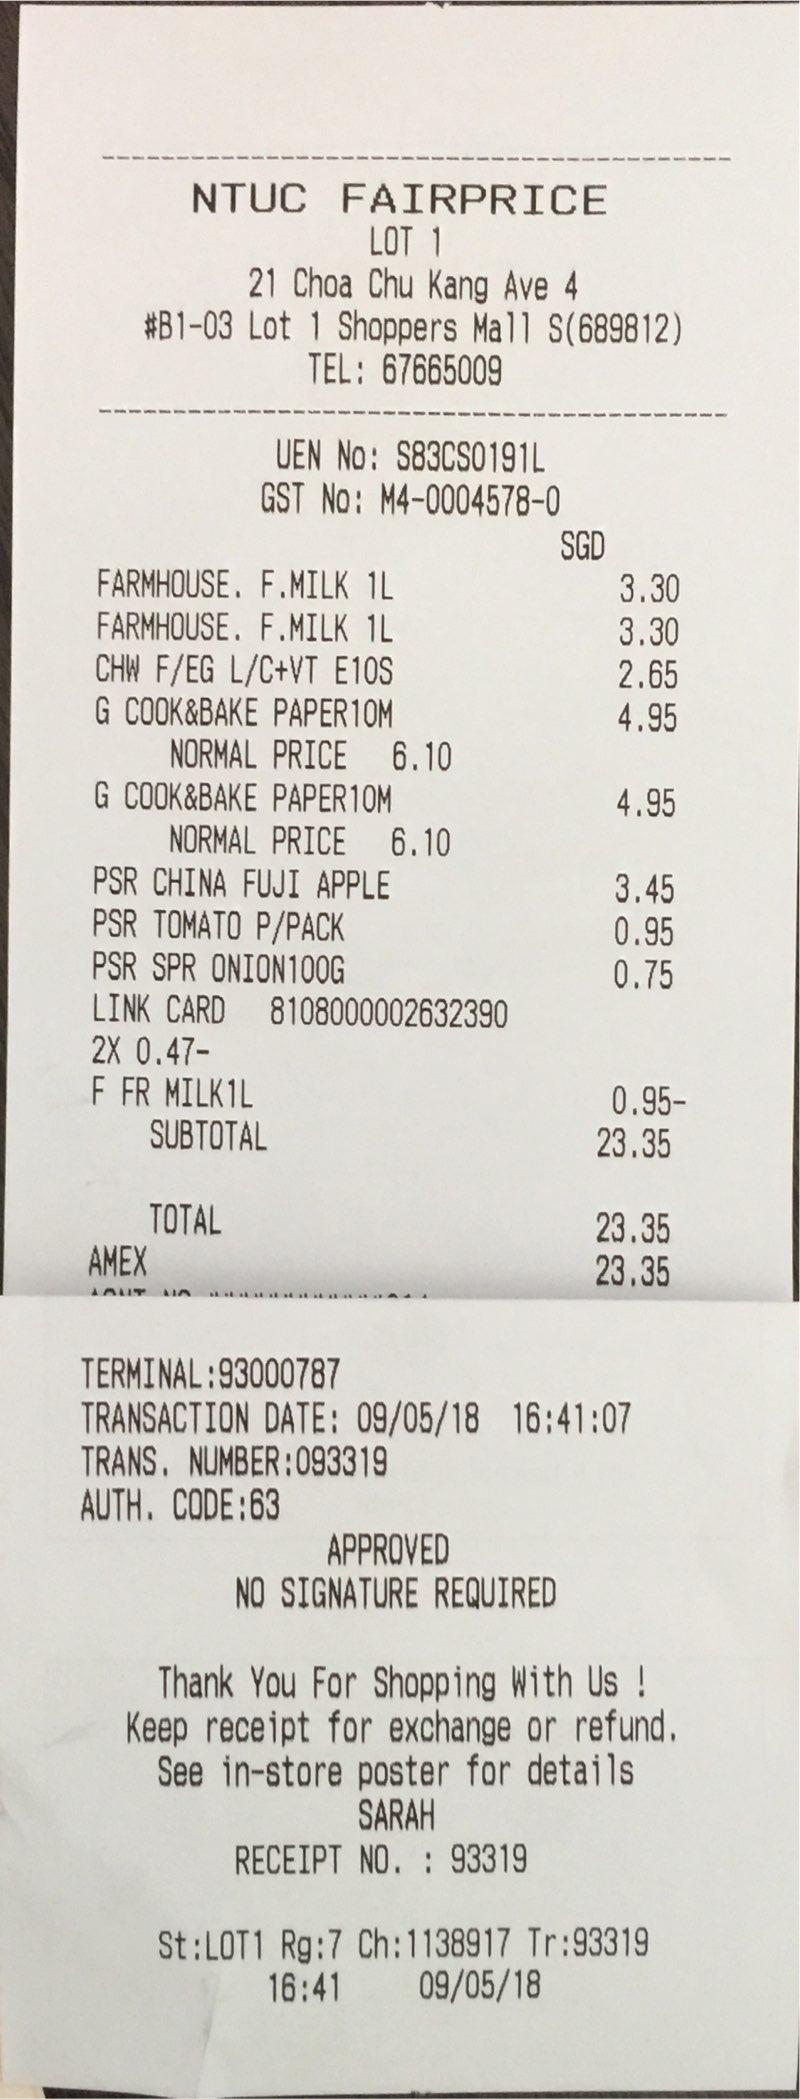 NTUC FAIRPRICE
LOT 1
21 Choa Chu Kang Ave 4
#B1-03 Lot 1 Shoppers Mall S(689812)
TEL: 67665009
UEN No: S83CS0191L
GST No: M4-0004578-0
SGD
FARMHOUSE. F.MILK 1L 3.30
FARMHOUSE. F.MILK 1L 3.30
CHW F/EG L/C+VT E10S 2.65
G COOK&BAKE PAPER10M 4.95
NORMAL PRICE 6.10
G COOK&BAKE PAPER10M 4.95
NORMAL PRICE 6.10
PSR CHINA FUJI APPLE 3.45
PSR TOMATO P/PACK 0.95
PSR SPR ONION100G 0.75
LINK CARD 8108000002632390
2X 0.47-
F FR MILK1L 0.95-
SUBTOTAL 23.35
TOTAL 23.35
AMEX 23.35
TERMINAL:93000787
TRANSACTION DATE: 09/05/18 16:41:07
TRANS. NUMBER:093319
AUTH. CODE:63
APPROVED
NO SIGNATURE REQUIRED
Thank You For Shopping With Us !
Keep receipt for exchange or refund.
See in-store poster for details
SARAH
RECEIPT NO. : 93319
St:LOT1 Rg:7 Ch:1138917 Tr:93319
16:41 09/05/18